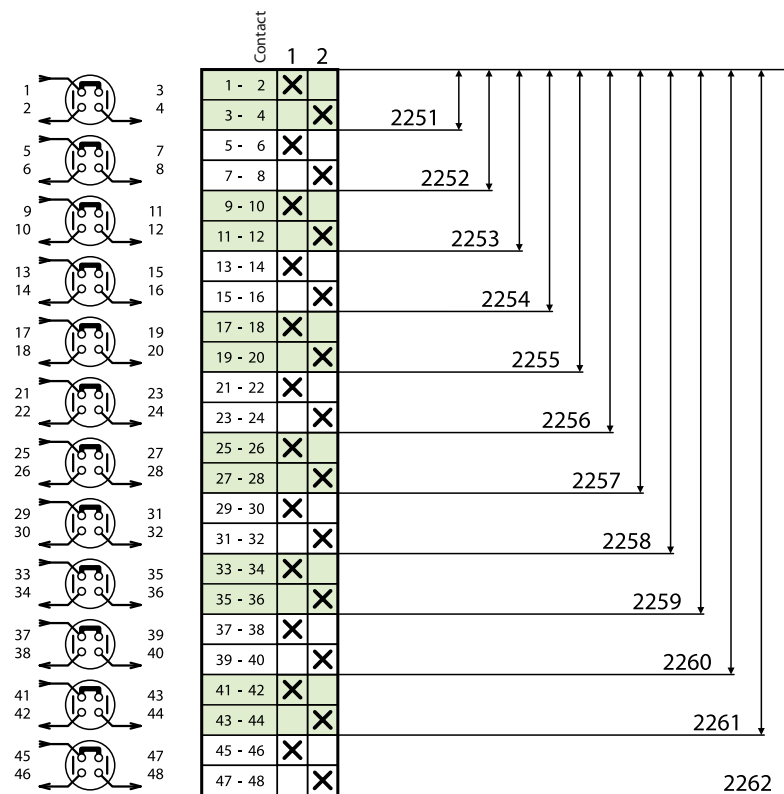 Contact 1 2
1 3 1 - 2 X
2 4 3 - 4 X 2251
5 7 5 - 6 X
6 8 7 - 8 X 2252
9 11 9 - 10 X
10 12 11 - 12 X 2253
13 15 13 - 14 X
14 16 15 - 16 X 2254
17 19 17 - 18 X
18 20 19 - 20 X 2255
21 23 21 - 22 X
22 24 23 - 24 X 2256
25 27 25 - 26 X
26 28 27 - 28 X 2257
29 31 29 - 30 X
30 32 31 - 32 X 2258
33 35 33 - 34 X
34 36 35 - 36 X 2259
37 39 37 - 38 X
38 40 39 - 40 X 2260
41 43 41 - 42 X
42 44 43 - 44 X 2261
45 47 45 - 46 X
46 48 47 - 48 X 2262